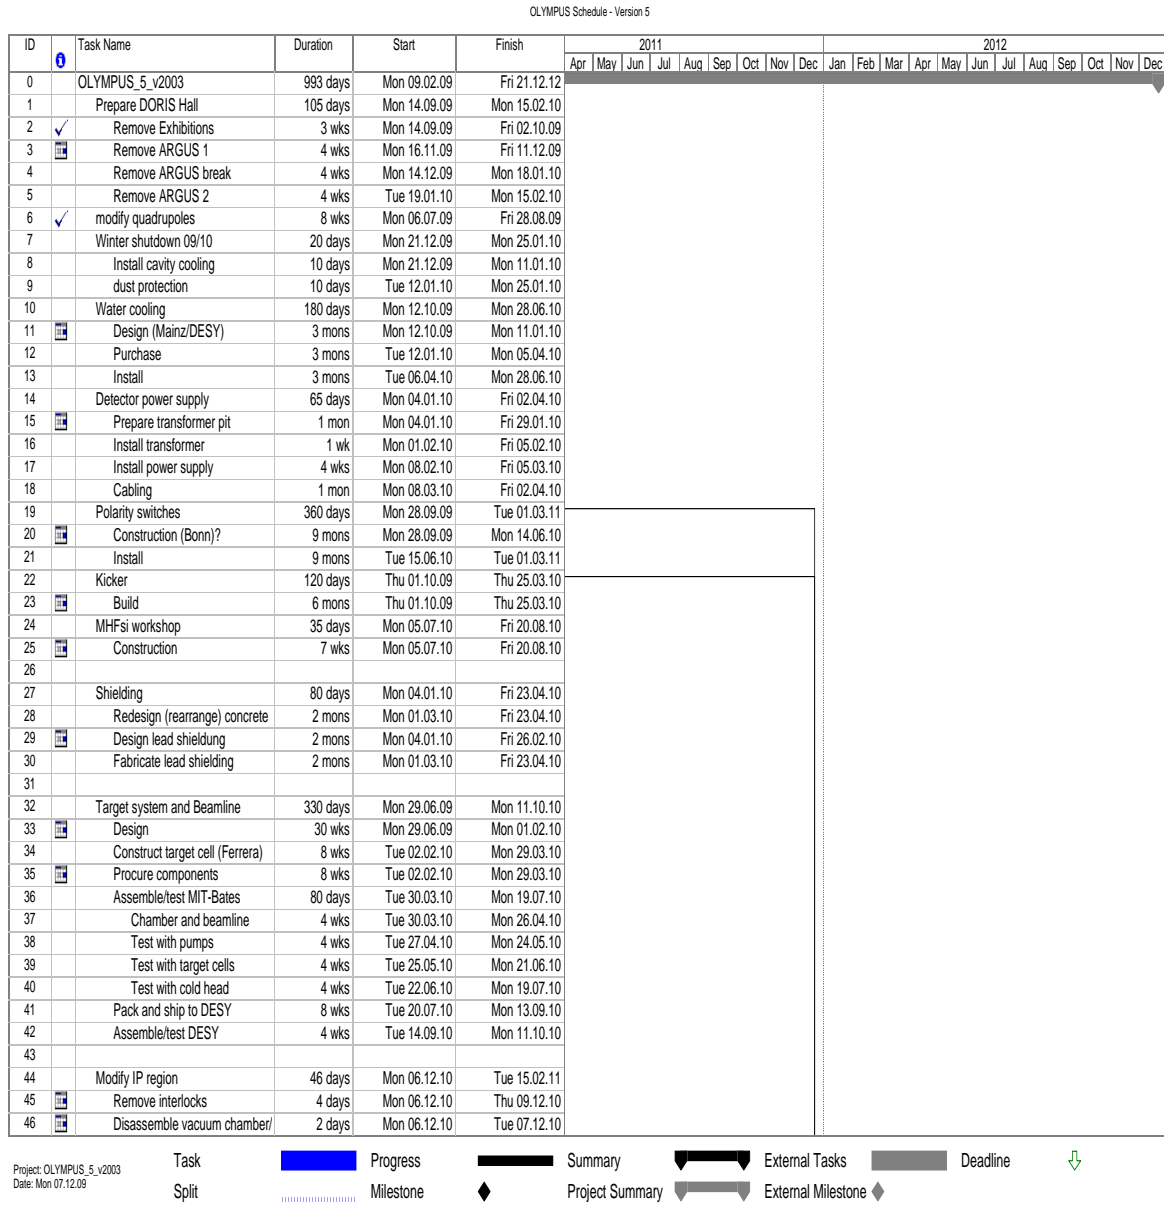 OLYMPUS Schedule - Version 5
ID Task Name Duration Start Finish 2011 2012
Apr May Jun Jul Aug Sep Oct Nov Dec Jan Feb Mar Apr May Jun Jul Aug Sep Oct Nov Dec
0 OLYMPUS_5_v2003 993 days Mon 09.02.09 Fri 21.12.12
1 Prepare DORIS Hall 105 days Mon 14.09.09 Mon 15.02.10
2 Remove Exhibitions 3 wks Mon 14.09.09 Fri 02.10.09
3 Remove ARGUS 1 4 wks Mon 16.11.09 Fri 11.12.09
4 Remove ARGUS break 4 wks Mon 14.12.09 Mon 18.01.10
5 Remove ARGUS 2 4 wks Tue 19.01.10 Mon 15.02.10
6 modify quadrupoles 8 wks Mon 06.07.09 Fri 28.08.09
7 Winter shutdown 09/10 20 days Mon 21.12.09 Mon 25.01.10
8 Install cavity cooling 10 days Mon 21.12.09 Mon 11.01.10
9 dust protection 10 days Tue 12.01.10 Mon 25.01.10
10 Water cooling 180 days Mon 12.10.09 Mon 28.06.10
11 Design (Mainz/DESY) 3 mons Mon 12.10.09 Mon 11.01.10
12 Purchase 3 mons Tue 12.01.10 Mon 05.04.10
13 Install 3 mons Tue 06.04.10 Mon 28.06.10
14 Detector power supply 65 days Mon 04.01.10 Fri 02.04.10
15 Prepare transformer pit 1 mon Mon 04.01.10 Fri 29.01.10
16 Install transformer 1 wk Mon 01.02.10 Fri 05.02.10
17 Install power supply 4 wks Mon 08.02.10 Fri 05.03.10
18 Cabling 1 mon Mon 08.03.10 Fri 02.04.10
19 Polarity switches 360 days Mon 28.09.09 Tue 01.03.11
20 Construction (Bonn)? 9 mons Mon 28.09.09 Mon 14.06.10
21 Install 9 mons Tue 15.06.10 Tue 01.03.11
22 Kicker 120 days Thu 01.10.09 Thu 25.03.10
23 Build 6 mons Thu 01.10.09 Thu 25.03.10
24 MHFsi workshop 35 days Mon 05.07.10 Fri 20.08.10
25 Construction 7 wks Mon 05.07.10 Fri 20.08.10
26
27 Shielding 80 days Mon 04.01.10 Fri 23.04.10
28 Redesign (rearrange) concrete 2 mons Mon 01.03.10 Fri 23.04.10
29 Design lead shieldung 2 mons Mon 04.01.10 Fri 26.02.10
30 Fabricate lead shielding 2 mons Mon 01.03.10 Fri 23.04.10
31
32 Target system and Beamline 330 days Mon 29.06.09 Mon 11.10.10
33 Design 30 wks Mon 29.06.09 Mon 01.02.10
34 Construct target cell (Ferrera) 8 wks Tue 02.02.10 Mon 29.03.10
35 Procure components 8 wks Tue 02.02.10 Mon 29.03.10
36 Assemble/test MIT-Bates 80 days Tue 30.03.10 Mon 19.07.10
37 Chamber and beamline 4 wks Tue 30.03.10 Mon 26.04.10
38 Test with pumps 4 wks Tue 27.04.10 Mon 24.05.10
39 Test with target cells 4 wks Tue 25.05.10 Mon 21.06.10
40 Test with cold head 4 wks Tue 22.06.10 Mon 19.07.10
41 Pack and ship to DESY 8 wks Tue 20.07.10 Mon 13.09.10
42 Assemble/test DESY 4 wks Tue 14.09.10 Mon 11.10.10
43
44 Modify IP region 46 days Mon 06.12.10 Tue 15.02.11
45 Remove interlocks 4 days Mon 06.12.10 Thu 09.12.10
46 Disassemble vacuum chamber/ 2 days Mon 06.12.10 Tue 07.12.10
Project: OLYMPUS_5_v2003
Date: Mon 07.12.09
Task Progress Summary External Tasks Deadline
Split Milestone Project Summary External Milestone